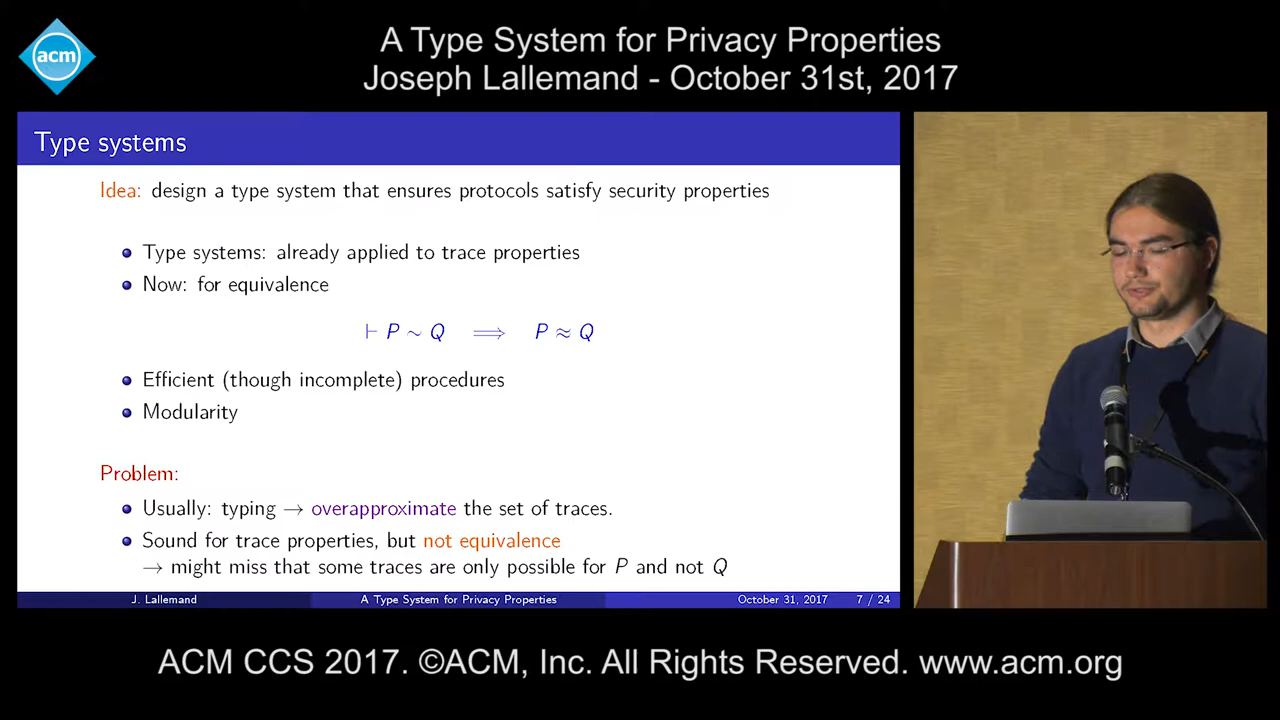 acm
A Type System for Privacy Properties
Joseph Lallemand - October 31st, 2017
Type systems
Idea: design a type system that ensures protocols satisfy security properties
Type systems: already applied to trace properties
Now: for equivalence
⊢ P ∼ Q ⟹ P ≈ Q
Efficient (though incomplete) procedures
Modularity
Problem:
Usually: typing → overapproximate the set of traces.
Sound for trace properties, but not equivalence
→ might miss that some traces are only possible for P and not Q
J. Lallemand A Type System for Privacy Properties October 31, 2017 7 / 24
ACM CCS 2017. ©ACM, Inc. All Rights Reserved. www.acm.org